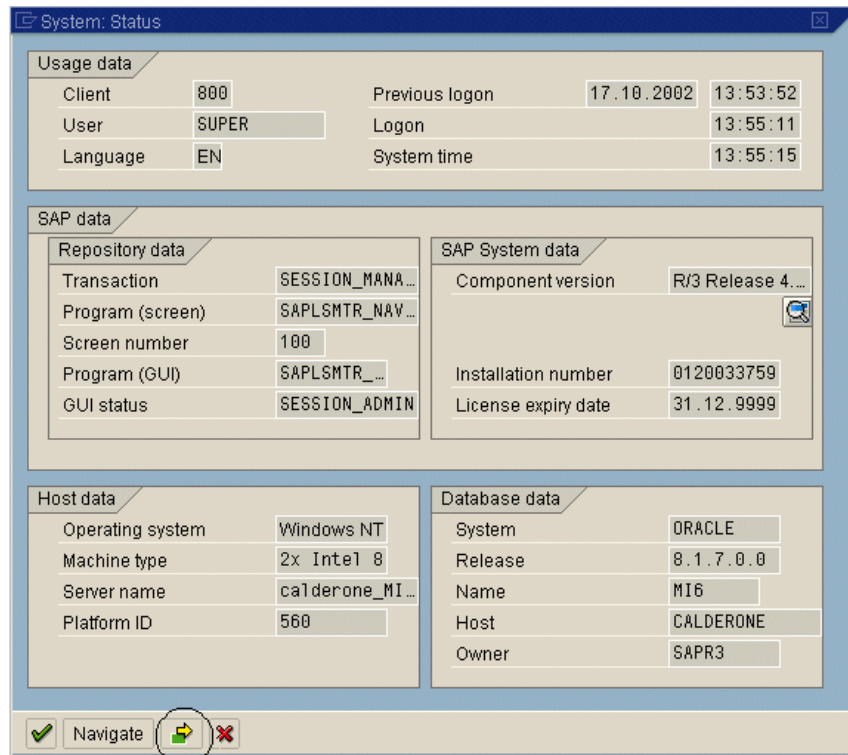 System: Status
Usage data
Client 800 Previous logon 17.10.2002 13:53:52
User SUPER Logon 13:55:11
Language EN System time 13:55:15
SAP data
Repository data
Transaction SESSION_MANA...
Program (screen) SAPLSMTR_NAV...
Screen number 100
Program (GUI) SAPLSMTR_...
GUI status SESSION_ADMIN
SAP System data
Component version R/3 Release 4....
Installation number 0120033759
License expiry date 31.12.9999
Host data
Operating system Windows NT
Machine type 2x Intel 8
Server name calderone_MI...
Platform ID 560
Database data
System ORACLE
Release 8.1.7.0.0
Name MI6
Host CALDERONE
Owner SAPR3
Navigate